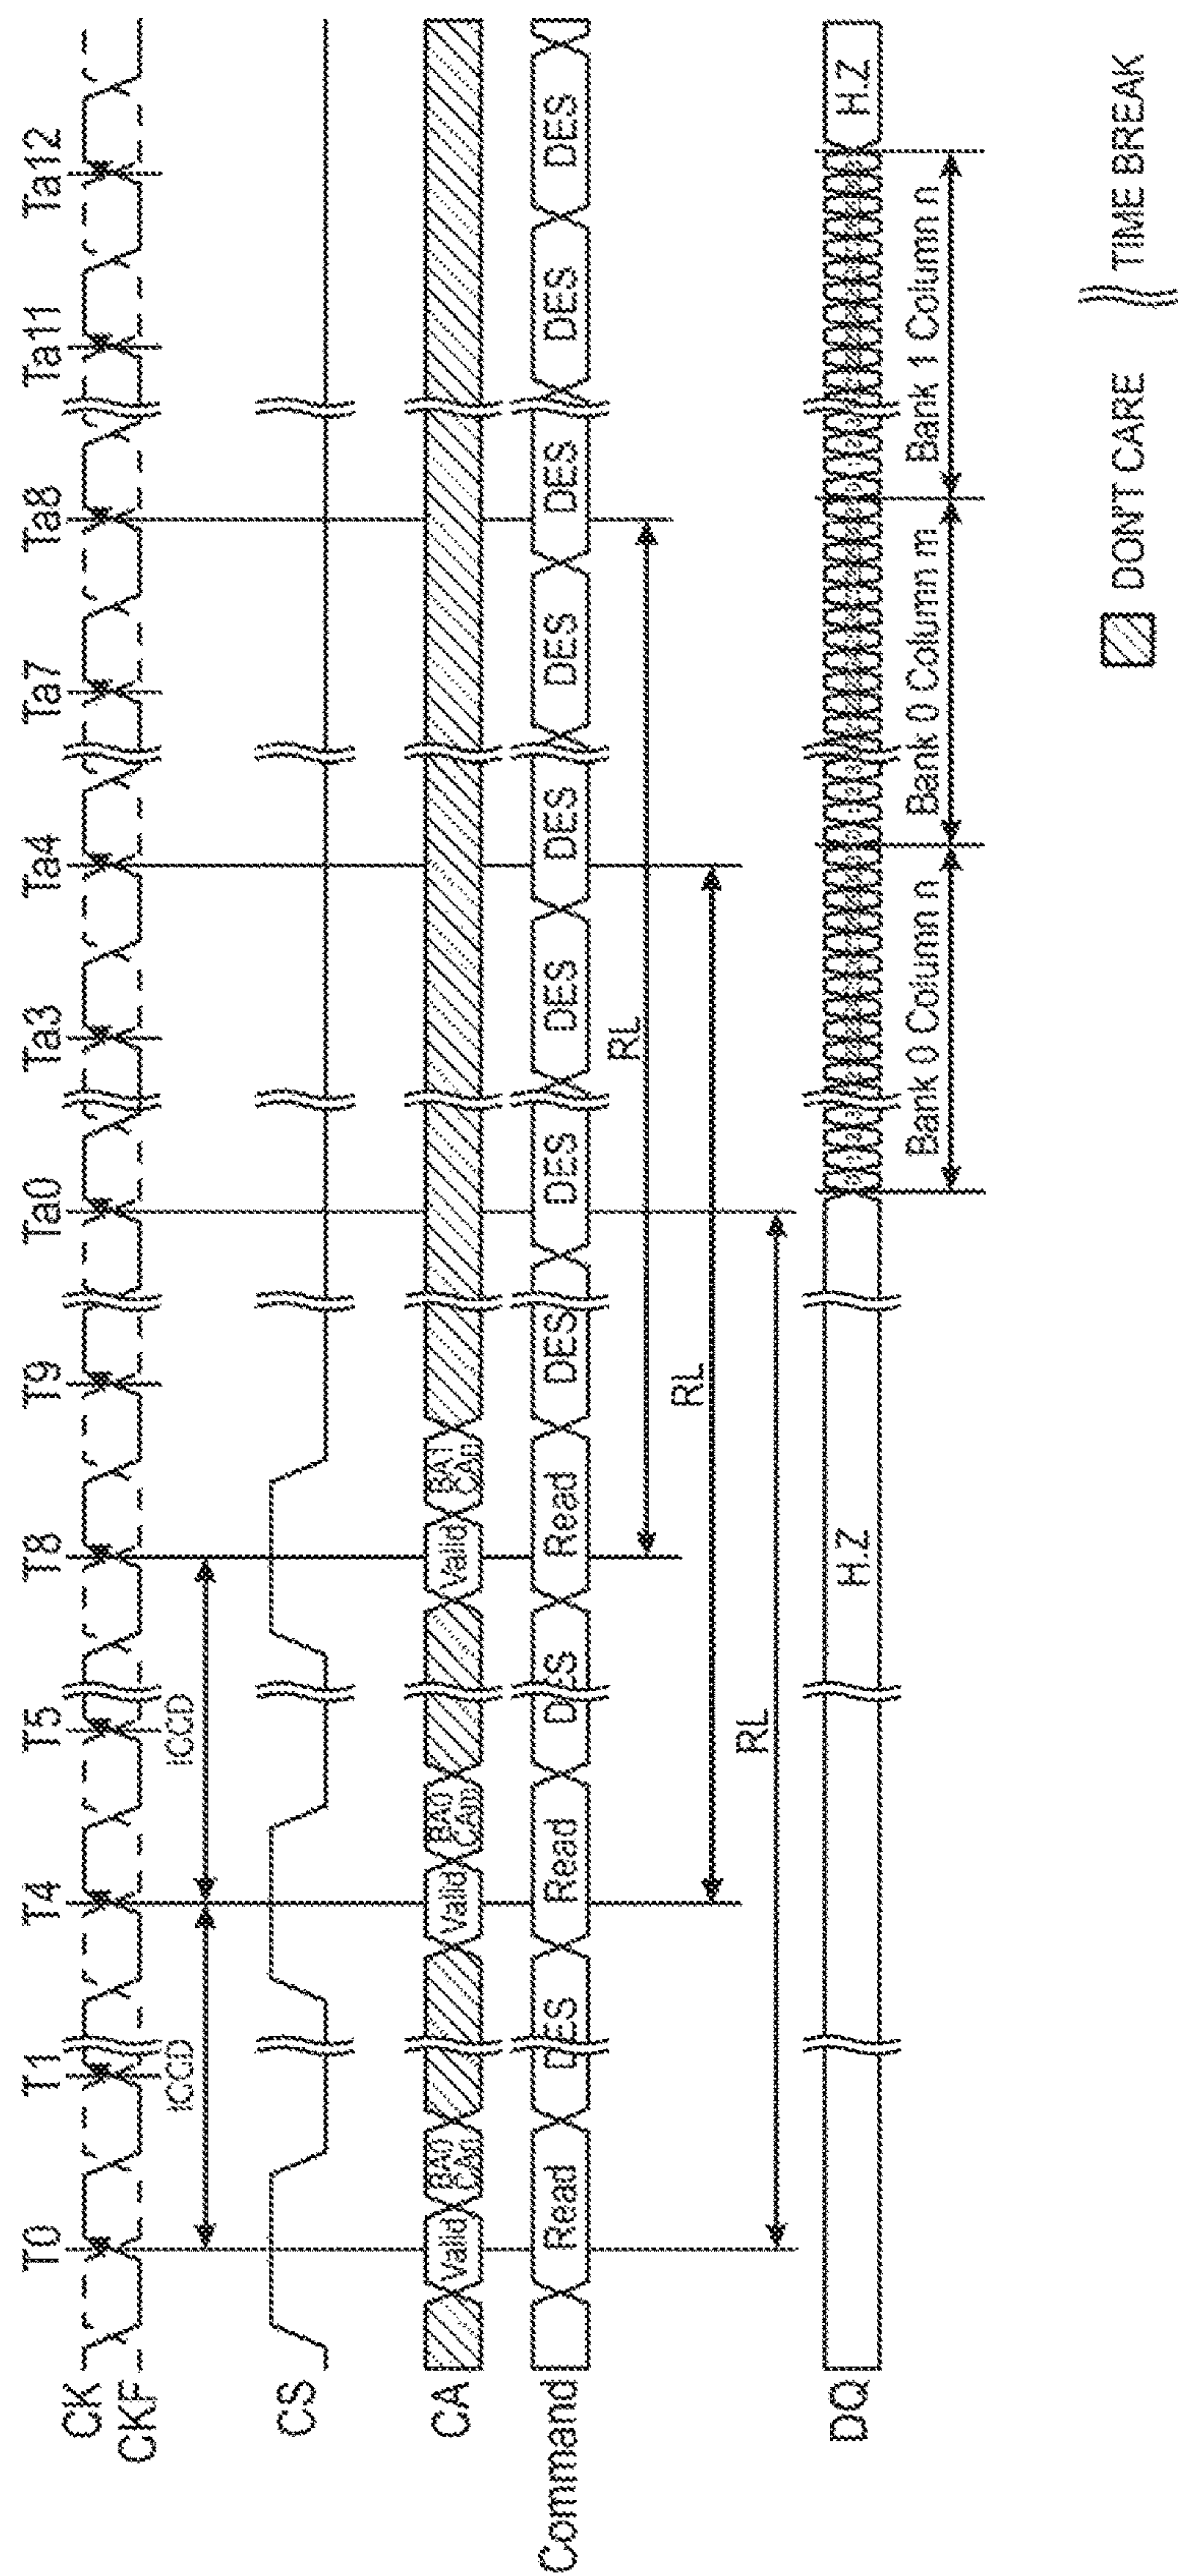 T0 T1 T4 T5 T8 T9 Ta0 Ta3 Ta4 Ta7 Ta8 Ta11 Ta12
CK
CKF
tCCD tCCD
CS
CA Valid BA0 CAn Valid BA0 CAm Valid BA1 CAn
Command Read DES Read DES Read DES DES DES DES DES DES DES DES
RL
RL
RL
DQ H.Z H.Z
Bank 0 Column n Bank 0 Column m Bank 1 Column n
DON'T CARE TIME BREAK